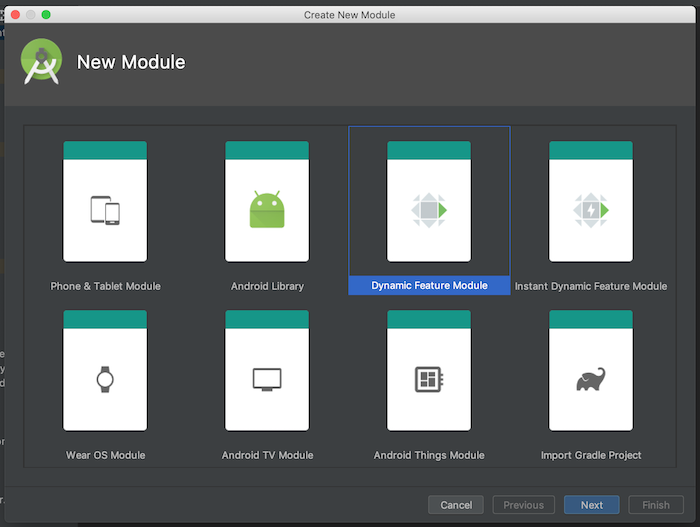 Create New Module
New Module
Phone & Tablet Module
Android Library
Dynamic Feature Module
Instant Dynamic Feature Module
Wear OS Module
Android TV Module
Android Things Module
Import Gradle Project
Cancel
Previous
Next
Finish